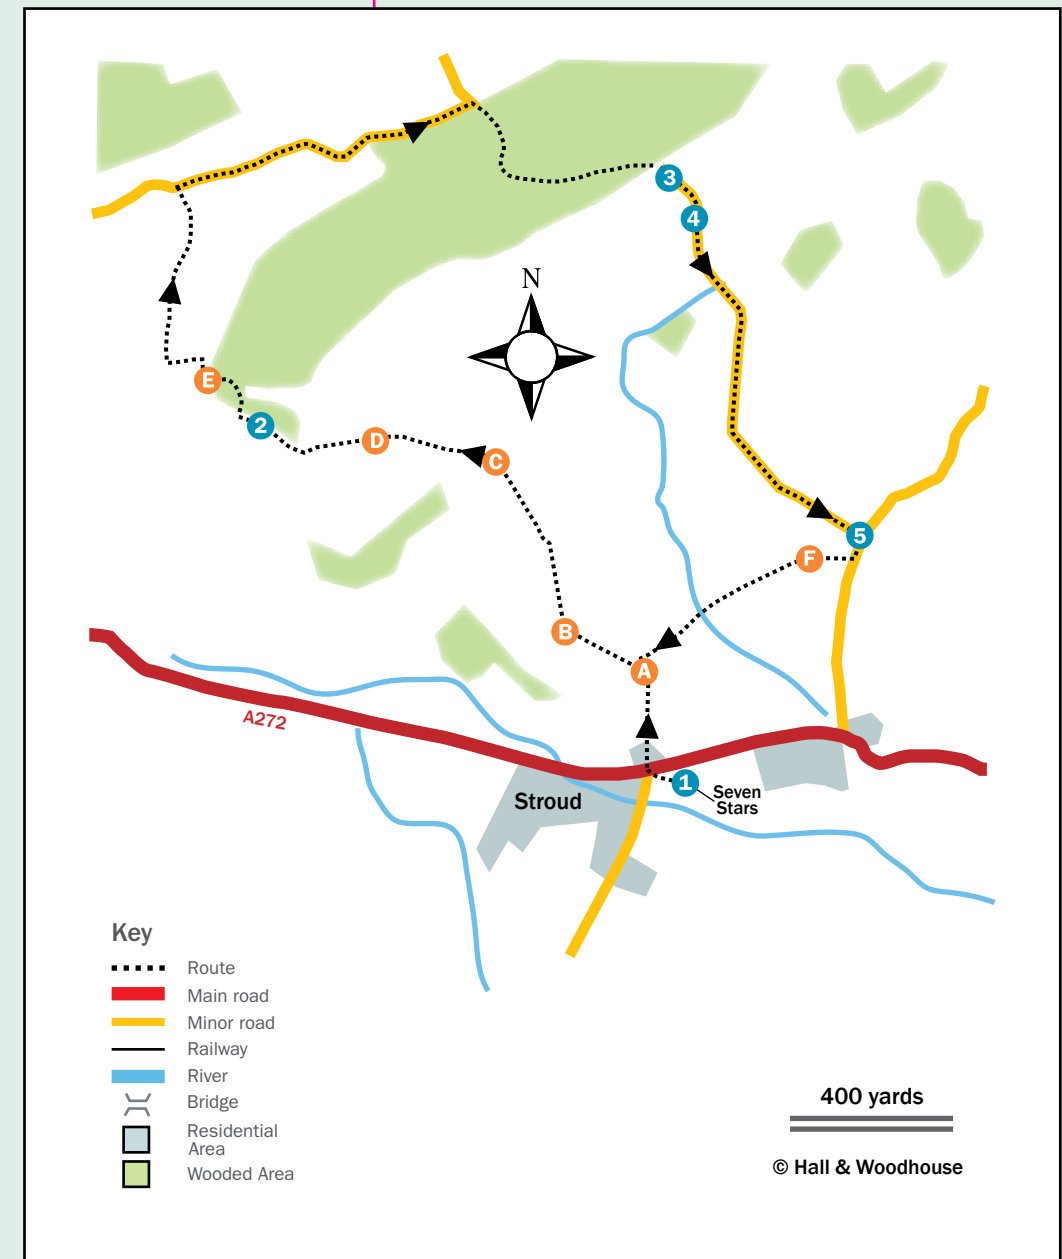 N
3
4
E
2
D
C
5
F
B
A
A272
1
Seven
Stars
Stroud
Key
Route
Main road
Minor road
Railway
River
Bridge
Residential
Area
Wooded Area
400 yards
© Hall & Woodhouse